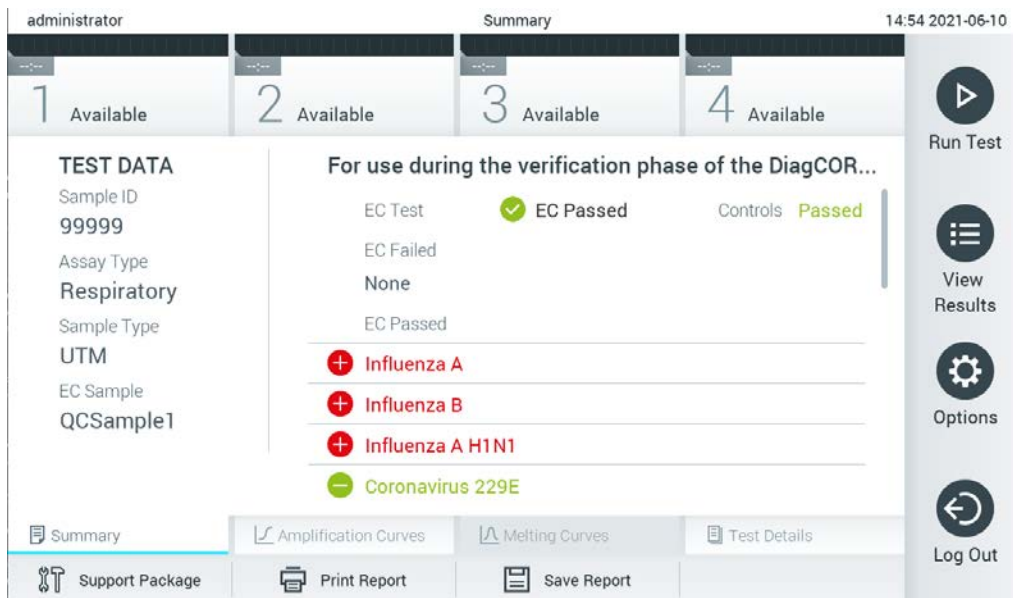 administrator
Summary
14:54 2021-06-10
--:--
1 Available
--:--
2 Available
--:--
3 Available
--:--
4 Available
Run Test
View
Results
Options
Log Out
TEST DATA
Sample ID
99999
Assay Type
Respiratory
Sample Type
UTM
EC Sample
QCSample1
For use during the verification phase of the DiagCOR...
EC Test
EC Passed
Controls Passed
EC Failed
None
EC Passed
Influenza A
Influenza B
Influenza A H1N1
Coronavirus 229E
Summary
Amplification Curves
Melting Curves
Test Details
Support Package
Print Report
Save Report